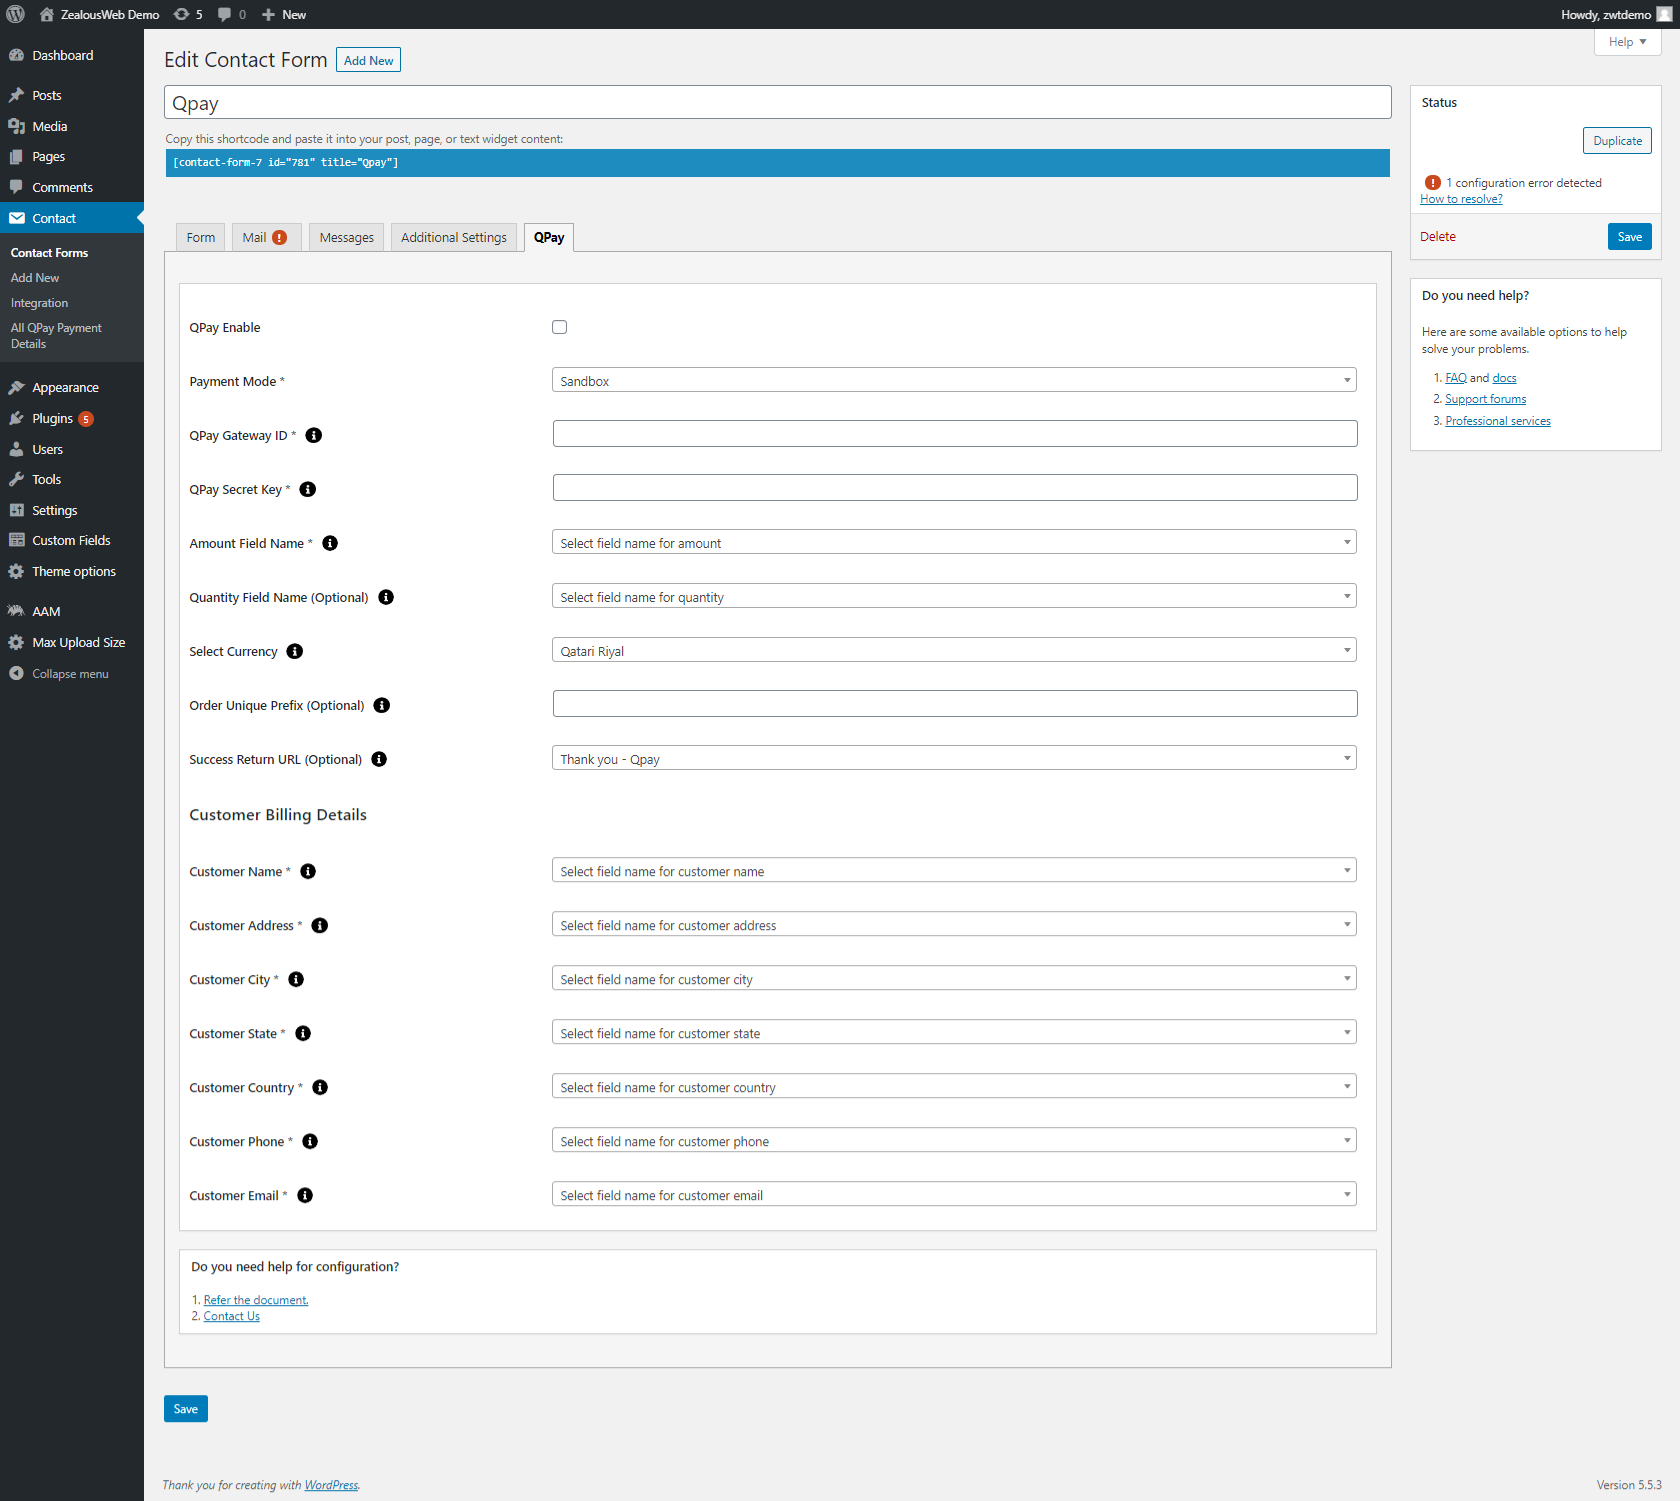 ZealousWeb Demo 5 0 New
Howdy, zwtdemo
Dashboard
Posts
Media
Pages
Comments
Contact
Contact Forms
Add New
Integration
All QPay Payment
Details
Appearance
Plugins 5
Users
Tools
Settings
Custom Fields
Theme options
AAM
Max Upload Size
Collapse menu
Help
Edit Contact Form Add New
Qpay
Copy this shortcode and paste it into your post, page, or text widget content:
[contact-form-7 id="781" title="Qpay"]
Form Mail ! Messages Additional Settings QPay
QPay Enable
Payment Mode * Sandbox
QPay Gateway ID *
QPay Secret Key *
Amount Field Name * Select field name for amount
Quantity Field Name (Optional) Select field name for quantity
Select Currency Qatari Riyal
Order Unique Prefix (Optional)
Success Return URL (Optional) Thank you - Qpay
Customer Billing Details
Customer Name * Select field name for customer name
Customer Address * Select field name for customer address
Customer City * Select field name for customer city
Customer State * Select field name for customer state
Customer Country * Select field name for customer country
Customer Phone * Select field name for customer phone
Customer Email * Select field name for customer email
Do you need help for configuration?
1. Refer the document.
2. Contact Us
Save
Status
Duplicate
! 1 configuration error detected
How to resolve?
Delete Save
Do you need help?
Here are some available options to help
solve your problems.
1. FAQ and docs
2. Support forums
3. Professional services
Thank you for creating with WordPress.
Version 5.5.3